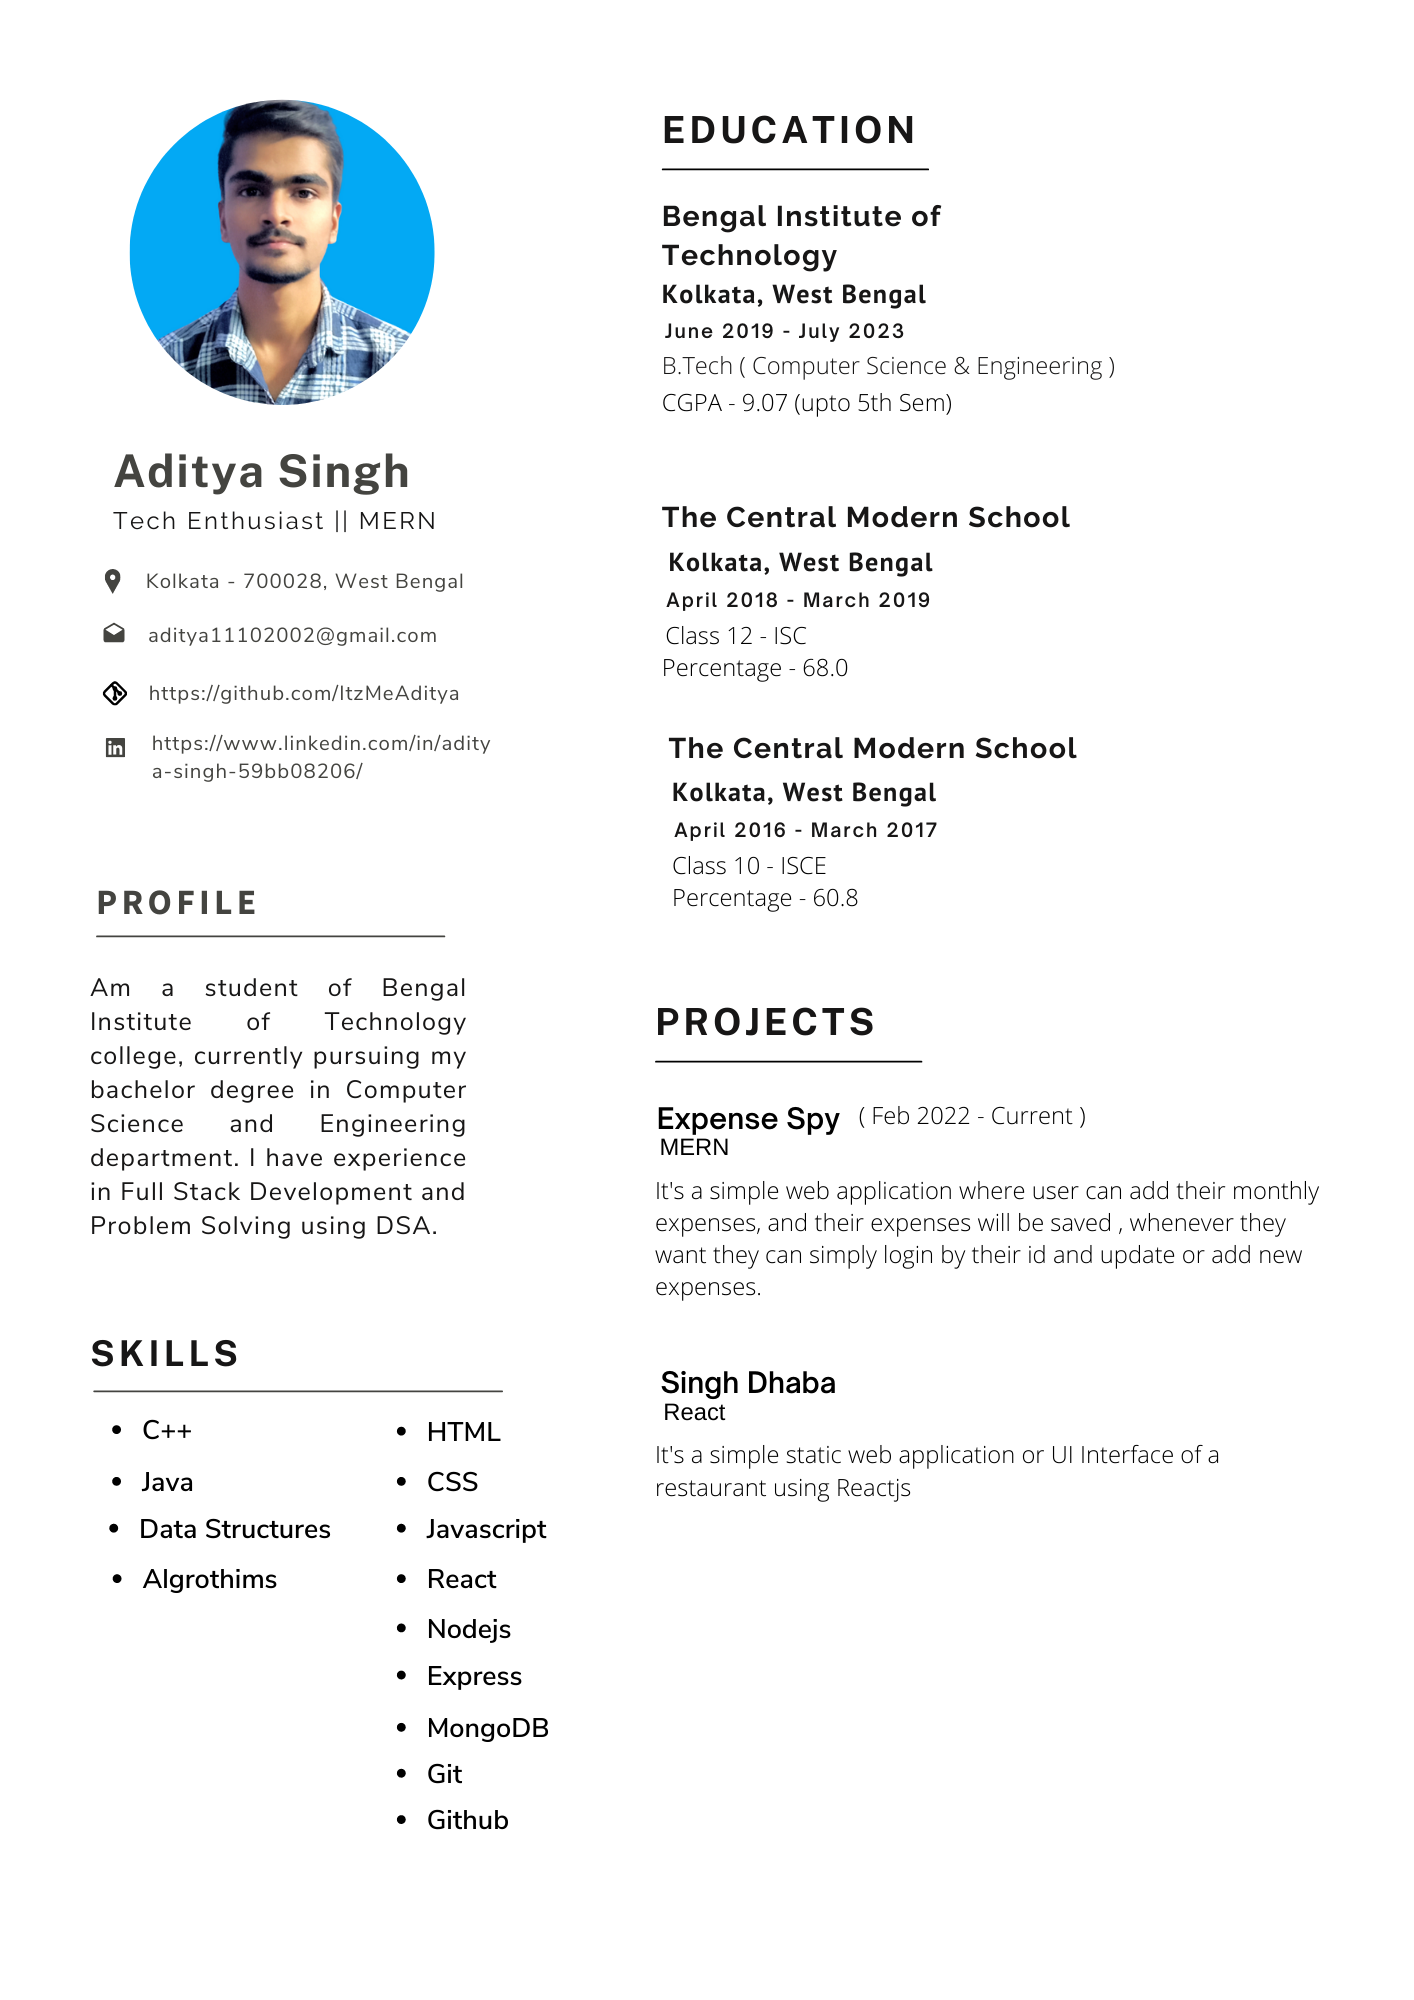 Aditya Singh
Tech Enthusiast || MERN
Kolkata - 700028, West Bengal
aditya11102002@gmail.com
https://github.com/ItzMeAditya
https://www.linkedin.com/in/adity
a-singh-59bb08206/
PROFILE
Am a student of Bengal
Institute of Technology
college, currently pursuing my
bachelor degree in Computer
Science and Engineering
department. I have experience
in Full Stack Development and
Problem Solving using DSA.
SKILLS
• C++
• Java
• Data Structures
• Algrothims
• HTML
• CSS
• Javascript
• React
• Nodejs
• Express
• MongoDB
• Git
• Github
EDUCATION
Bengal Institute of
Technology
Kolkata, West Bengal
June 2019 - July 2023
B.Tech ( Computer Science & Engineering )
CGPA - 9.07 (upto 5th Sem)
The Central Modern School
Kolkata, West Bengal
April 2018 - March 2019
Class 12 - ISC
Percentage - 68.0
The Central Modern School
Kolkata, West Bengal
April 2016 - March 2017
Class 10 - ISCE
Percentage - 60.8
PROJECTS
Expense Spy ( Feb 2022 - Current )
MERN
It's a simple web application where user can add their monthly
expenses, and their expenses will be saved , whenever they
want they can simply login by their id and update or add new
expenses.
Singh Dhaba
React
It's a simple static web application or UI Interface of a
restaurant using Reactjs